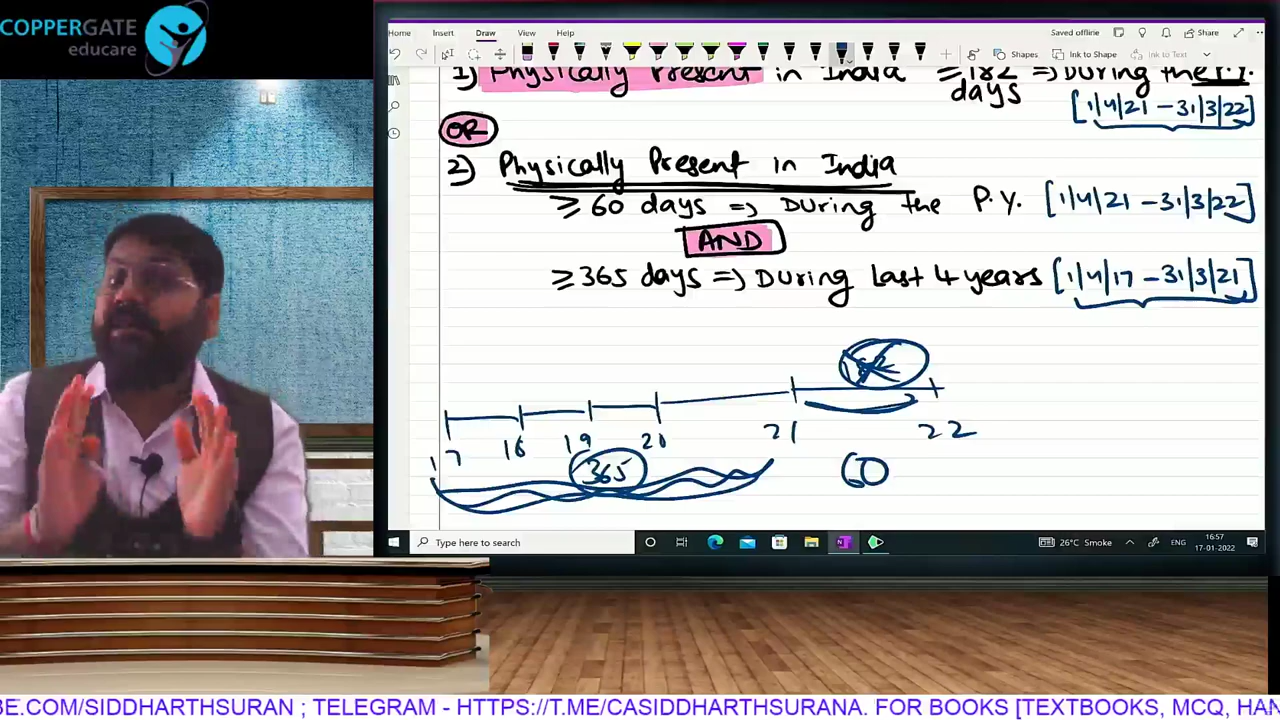 COPPERGATE
educare
Home Insert Draw View Help
Saved offline Share
Shapes Ink to Shape Ink to Text
1) Physically Present in India ≥ 182 => During the P.Y.
days
[1/4/21 - 31/3/22]
OR
2) Physically Present in India
≥ 60 days => During the P.Y. [1/4/21 - 31/3/22]
AND
≥ 365 days => During Last 4 years [1/4/17 - 31/3/21]
17 18 19 20 21 22
365 60
Type here to search
26°C Smoke ENG 16:57
17-01-2022
BE.COM/SIDDHARTHSURAN ; TELEGRAM - HTTPS://T.ME/CASIDDHARTHSURANA. FOR BOOKS [TEXTBOOKS, MCQ, HAN